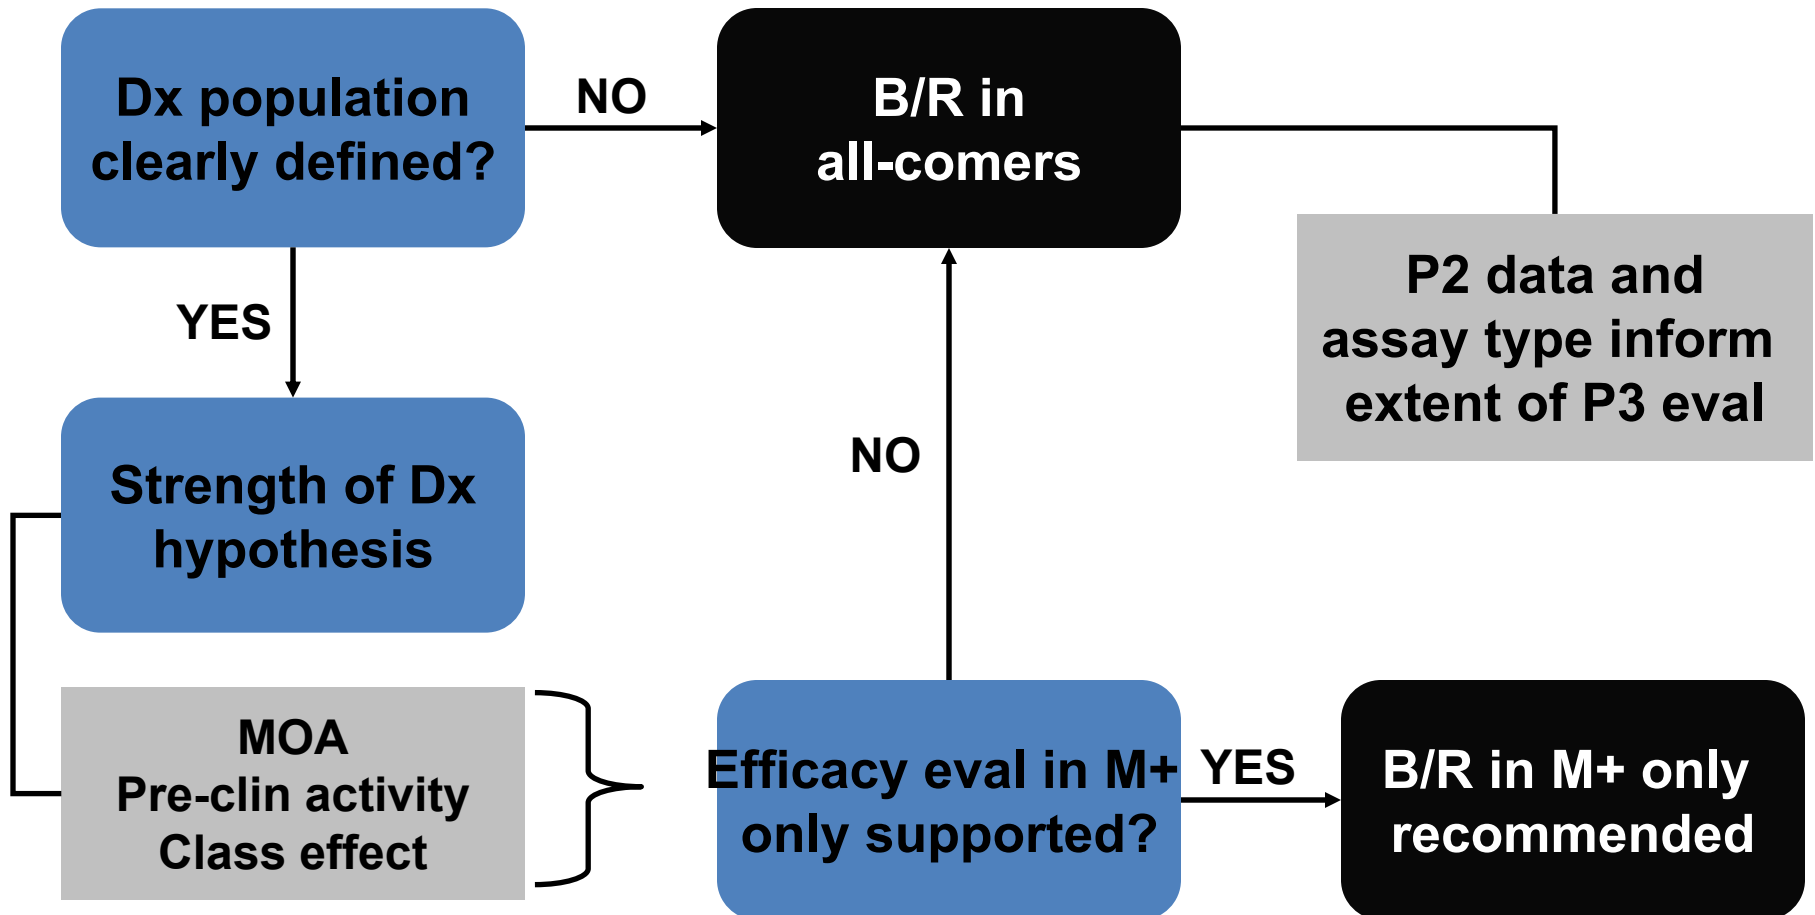 Dx population
clearly defined?
NO
B/R in
all-comers
P2 data and
assay type inform
extent of P3 eval
YES
Strength of Dx
hypothesis
NO
MOA
Pre-clin activity
Class effect
Efficacy eval in M+
only supported?
YES
B/R in M+ only
recommended